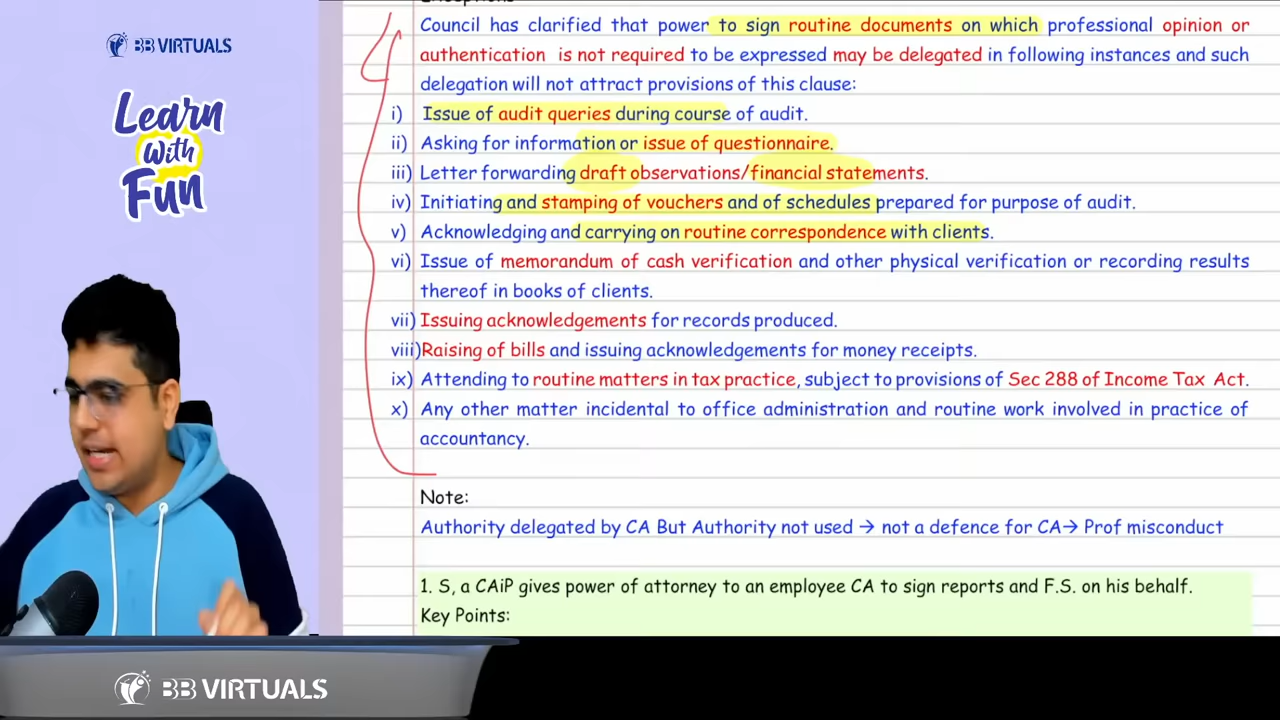 BB VIRTUALS
Learn
With
Fun
Exceptions
Council has clarified that power to sign routine documents on which professional opinion or
authentication is not required to be expressed may be delegated in following instances and such
delegation will not attract provisions of this clause:
i) Issue of audit queries during course of audit.
ii) Asking for information or issue of questionnaire.
iii) Letter forwarding draft observations/financial statements.
iv) Initiating and stamping of vouchers and of schedules prepared for purpose of audit.
v) Acknowledging and carrying on routine correspondence with clients.
vi) Issue of memorandum of cash verification and other physical verification or recording results
thereof in books of clients.
vii) Issuing acknowledgements for records produced.
viii)Raising of bills and issuing acknowledgements for money receipts.
ix) Attending to routine matters in tax practice, subject to provisions of Sec 288 of Income Tax Act.
x) Any other matter incidental to office administration and routine work involved in practice of
accountancy.
Note:
Authority delegated by CA But Authority not used → not a defence for CA→ Prof misconduct
1. S, a CAiP gives power of attorney to an employee CA to sign reports and F.S. on his behalf.
Key Points:
BB VIRTUALS